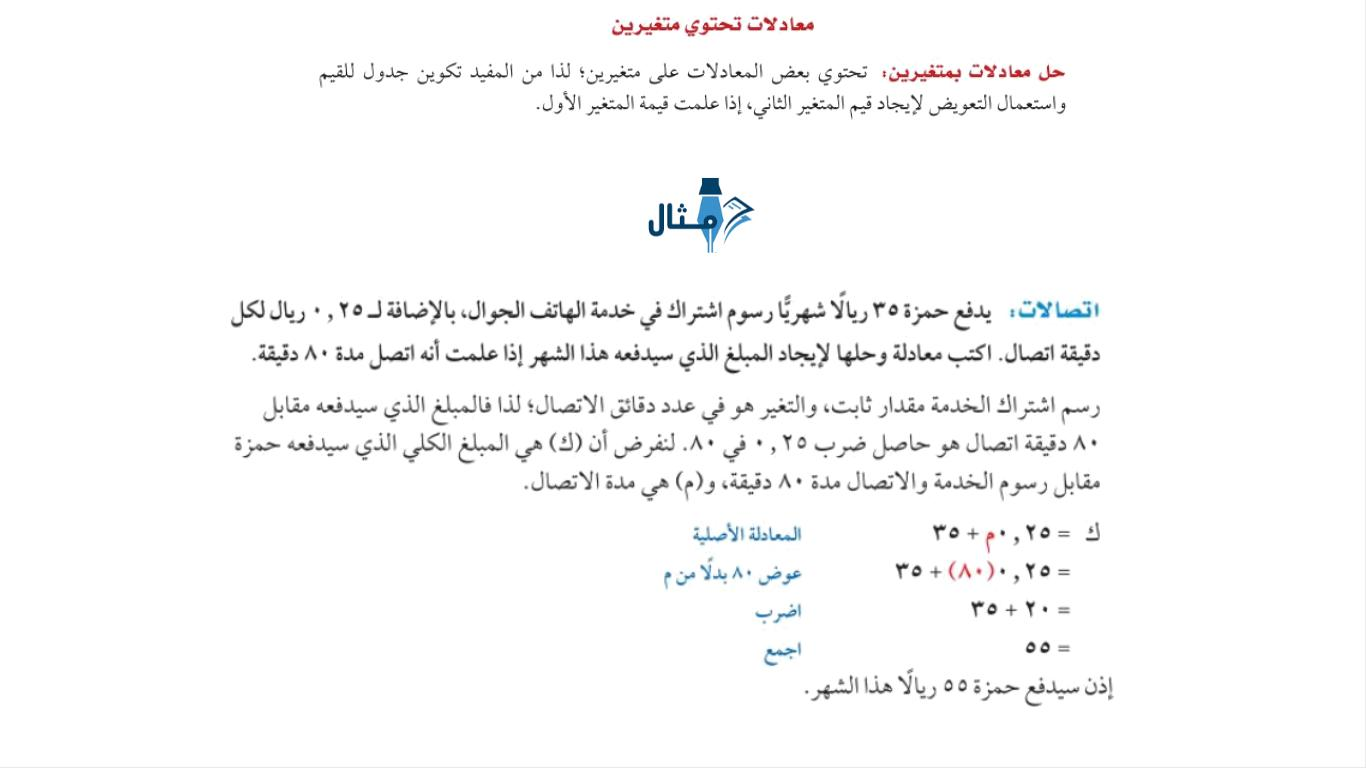 معادلات تحتوي متغيرين
حل معادلات بمتغيرين: تحتوي بعض المعادلات على متغيرين؛ لذا من المفيد تكوين جدول للقيم
واستعمال التعويض لإيجاد قيم المتغير الثاني، إذا علمت قيمة المتغير الأول.
مثال
اتصالات: يدفع حمزة ٣٥ ريالًا شهريًّا رسوم اشتراك في خدمة الهاتف الجوال، بالإضافة لـ ٠,٢٥ ريال لكل
دقيقة اتصال. اكتب معادلة وحلها لإيجاد المبلغ الذي سيدفعه هذا الشهر إذا علمت أنه اتصل مدة ٨٠ دقيقة.
رسم اشتراك الخدمة مقدار ثابت، والتغير هو في عدد دقائق الاتصال؛ لذا فالمبلغ الذي سيدفعه مقابل
٨٠ دقيقة اتصال هو حاصل ضرب ٠,٢٥ في ٨٠. لنفرض أن (ك) هي المبلغ الكلي الذي سيدفعه حمزة
مقابل رسوم الخدمة والاتصال مدة ٨٠ دقيقة، و(م) هي مدة الاتصال.
ك = ٠,٢٥م + ٣٥ المعادلة الأصلية
= ٠,٢٥(٨٠) + ٣٥ عوض ٨٠ بدلًا من م
= ٢٠ + ٣٥ اضرب
= ٥٥ اجمع
إذن سيدفع حمزة ٥٥ ريالًا هذا الشهر.